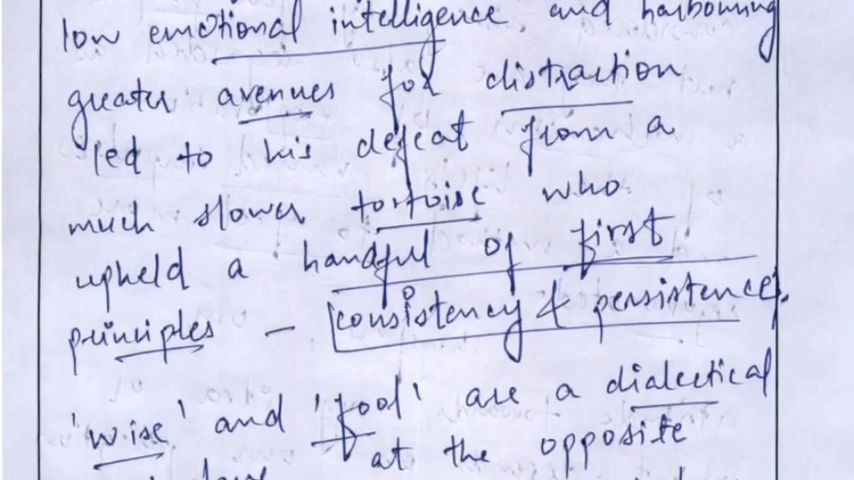 low emotional intelligence and harbouring
greater avenues for distraction
led to his defeat from a
much slower tortoise who
upheld a handful of first
principles - consistency & persistence.
'wise' and 'fool' are a dialectical
at the opposite